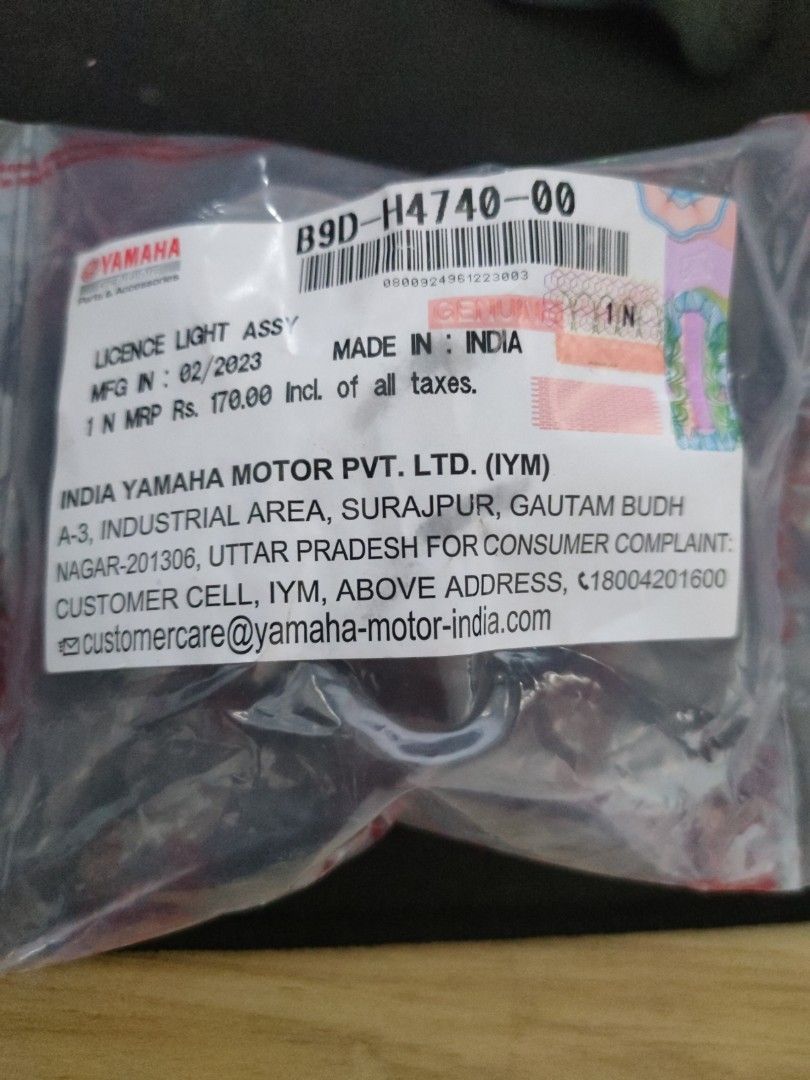 B9D-H4740-00
YAMAHA
Parts & Accessories
0800924961223003
GENUINE
1 N
LICENCE LIGHT ASSY
MFG IN : 02/2023 MADE IN : INDIA
1 N MRP Rs. 170.00 Incl. of all taxes.
INDIA YAMAHA MOTOR PVT. LTD. (IYM)
A-3, INDUSTRIAL AREA, SURAJPUR, GAUTAM BUDH
NAGAR-201306, UTTAR PRADESH FOR CONSUMER COMPLAINT:
CUSTOMER CELL, IYM, ABOVE ADDRESS, 18004201600
customercare@yamaha-motor-india.com